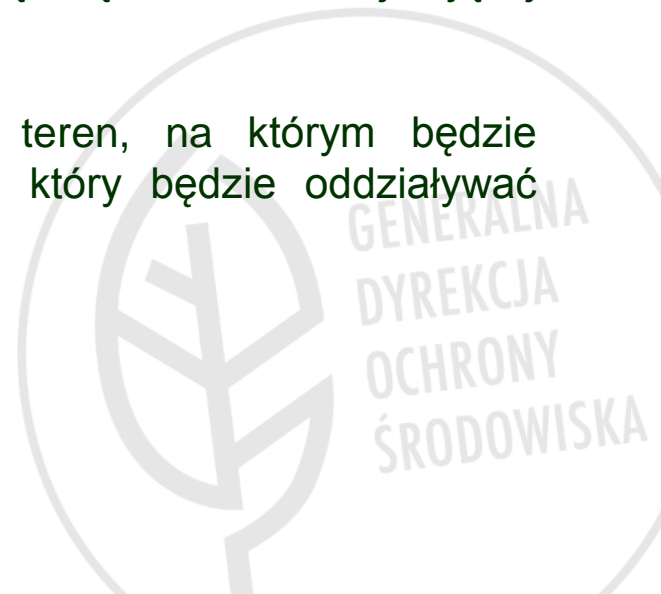 teren, na którym będzie
który będzie oddziaływać
GENERALNA
DYREKCJA
OCHRONY
ŚRODOWISKA